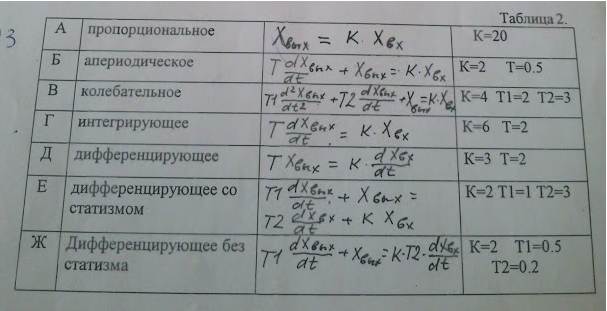 93
Таблица 2.
А пропорциональное Xвых = K · Xвх K=20
Б апериодическое T dXвых/dt + Xвых = K · Xвх K=2 T=0.5
В колебательное T1 d²Xвых/dt² + T2 dXвых/dt + Xвых = K·Xвх K=4 T1=2 T2=3
Г интегрирующее T dXвых/dt = K · Xвх K=6 T=2
Д дифференцирующее T Xвых = K · dXвх/dt K=3 T=2
Е дифференцирующее со T1 dXвых/dt + Xвых = K=2 T1=1 T2=3
статизмом T2 dXвх/dt + K Xвх
Ж Дифференцирующее без T1 dXвых/dt + Xвых = K·T2· dXвх/dt K=2 T1=0.5
статизма T2=0.2